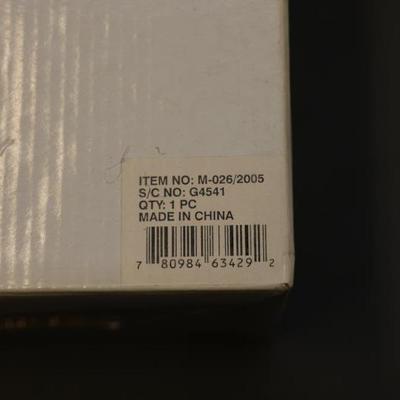 ITEM NO: M-026/2005
S/C NO: G4541
QTY: 1 PC
MADE IN CHINA
7 80984 63429 2